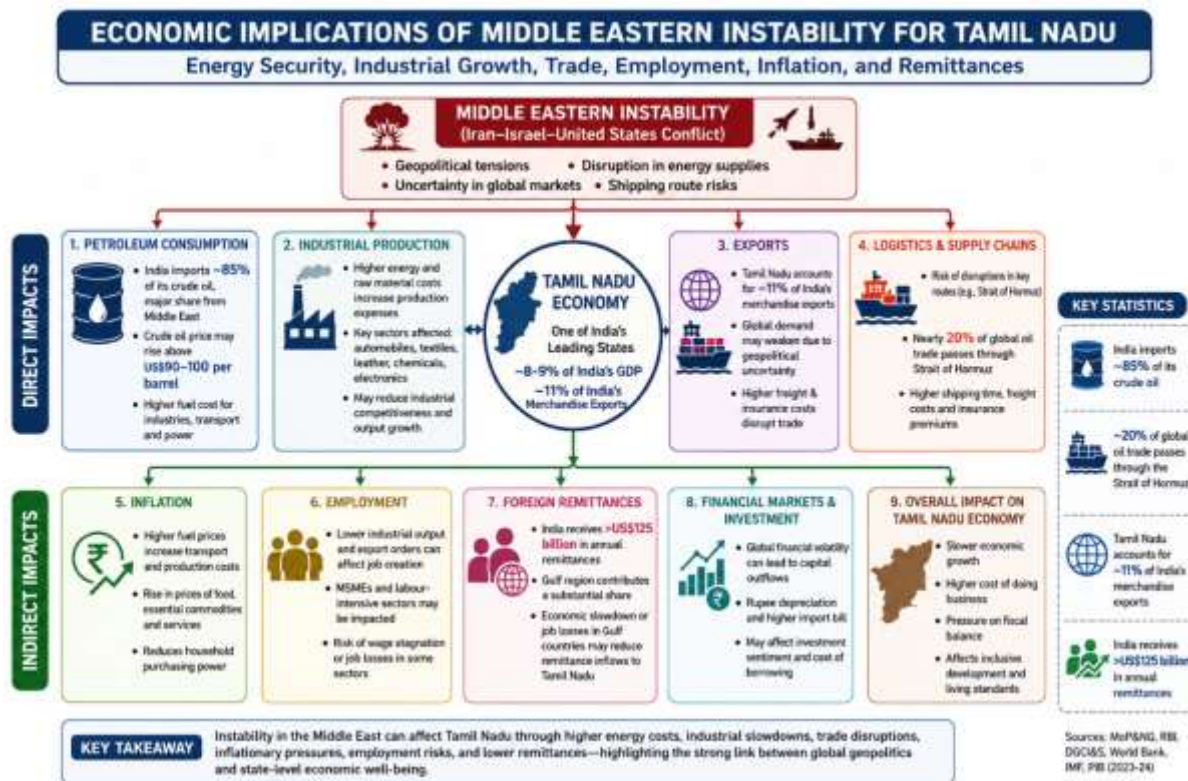 ECONOMIC IMPLICATIONS OF MIDDLE EASTERN INSTABILITY FOR TAMIL NADU
Energy Security, Industrial Growth, Trade, Employment, Inflation, and Remittances
MIDDLE EASTERN INSTABILITY
(Iran–Israel–United States Conflict)
• Geopolitical tensions • Disruption in energy supplies
• Uncertainty in global markets • Shipping route risks
DIRECT IMPACTS
1. PETROLEUM CONSUMPTION
• India imports ~85%
of its crude oil,
major share from
Middle East
• Crude oil price may
rise above
US$90–100 per
barrel
• Higher fuel cost for
industries, transport
and power
2. INDUSTRIAL PRODUCTION
• Higher energy and
raw material costs
increase production
expenses
• Key sectors affected:
automobiles, textiles,
leather, chemicals,
electronics
• May reduce industrial
competitiveness and
output growth
TAMIL NADU
ECONOMY
One of India's
Leading States
~8-9% of India's GDP
~11% of India's
Merchandise Exports
3. EXPORTS
• Tamil Nadu accounts
for ~11% of India's
merchandise exports
• Global demand
may weaken due to
geopolitical
uncertainty
• Higher freight &
insurance costs
disrupt trade
4. LOGISTICS & SUPPLY CHAINS
• Risk of disruptions in key
routes (e.g., Strait of Hormuz)
• Nearly 20% of global oil
trade passes through
Strait of Hormuz
• Higher shipping time, freight
costs and insurance
premiums
KEY STATISTICS
India imports
~85% of its
crude oil
~20% of global
oil trade passes
through the
Strait of Hormuz
Tamil Nadu
accounts for
~11% of India's
merchandise
exports
India receives
>US$125 billion
in annual
remittances
INDIRECT IMPACTS
5. INFLATION
• Higher fuel prices
increase transport
and production costs
• Rise in prices of food,
essential commodities
and services
• Reduces household
purchasing power
6. EMPLOYMENT
• Lower industrial output
and export orders can
affect job creation
• MSMEs and labour-
intensive sectors may
be impacted
• Risk of wage stagnation
or job losses in some
sectors
7. FOREIGN REMITTANCES
• India receives >US$125
billion in annual
remittances
• Gulf region contributes
a substantial share
• Economic slowdown or
job losses in Gulf
countries may reduce
remittance inflows to
Tamil Nadu
8. FINANCIAL MARKETS &
INVESTMENT
• Global financial volatility
can lead to capital
outflows
• Rupee depreciation
and higher import bill
• May affect investment
sentiment and cost of
borrowing
9. OVERALL IMPACT ON
TAMIL NADU ECONOMY
• Slower economic
growth
• Higher cost of doing
business
• Pressure on fiscal
balance
• Affects inclusive
development and
living standards
KEY TAKEAWAY
Instability in the Middle East can affect Tamil Nadu through higher energy costs, industrial slowdowns, trade disruptions,
inflationary pressures, employment risks, and lower remittances—highlighting the strong link between global geopolitics
and state-level economic well-being.
Sources: MoP&NG, RBI,
DGCI&S, World Bank,
IMF, PIB (2023-24)